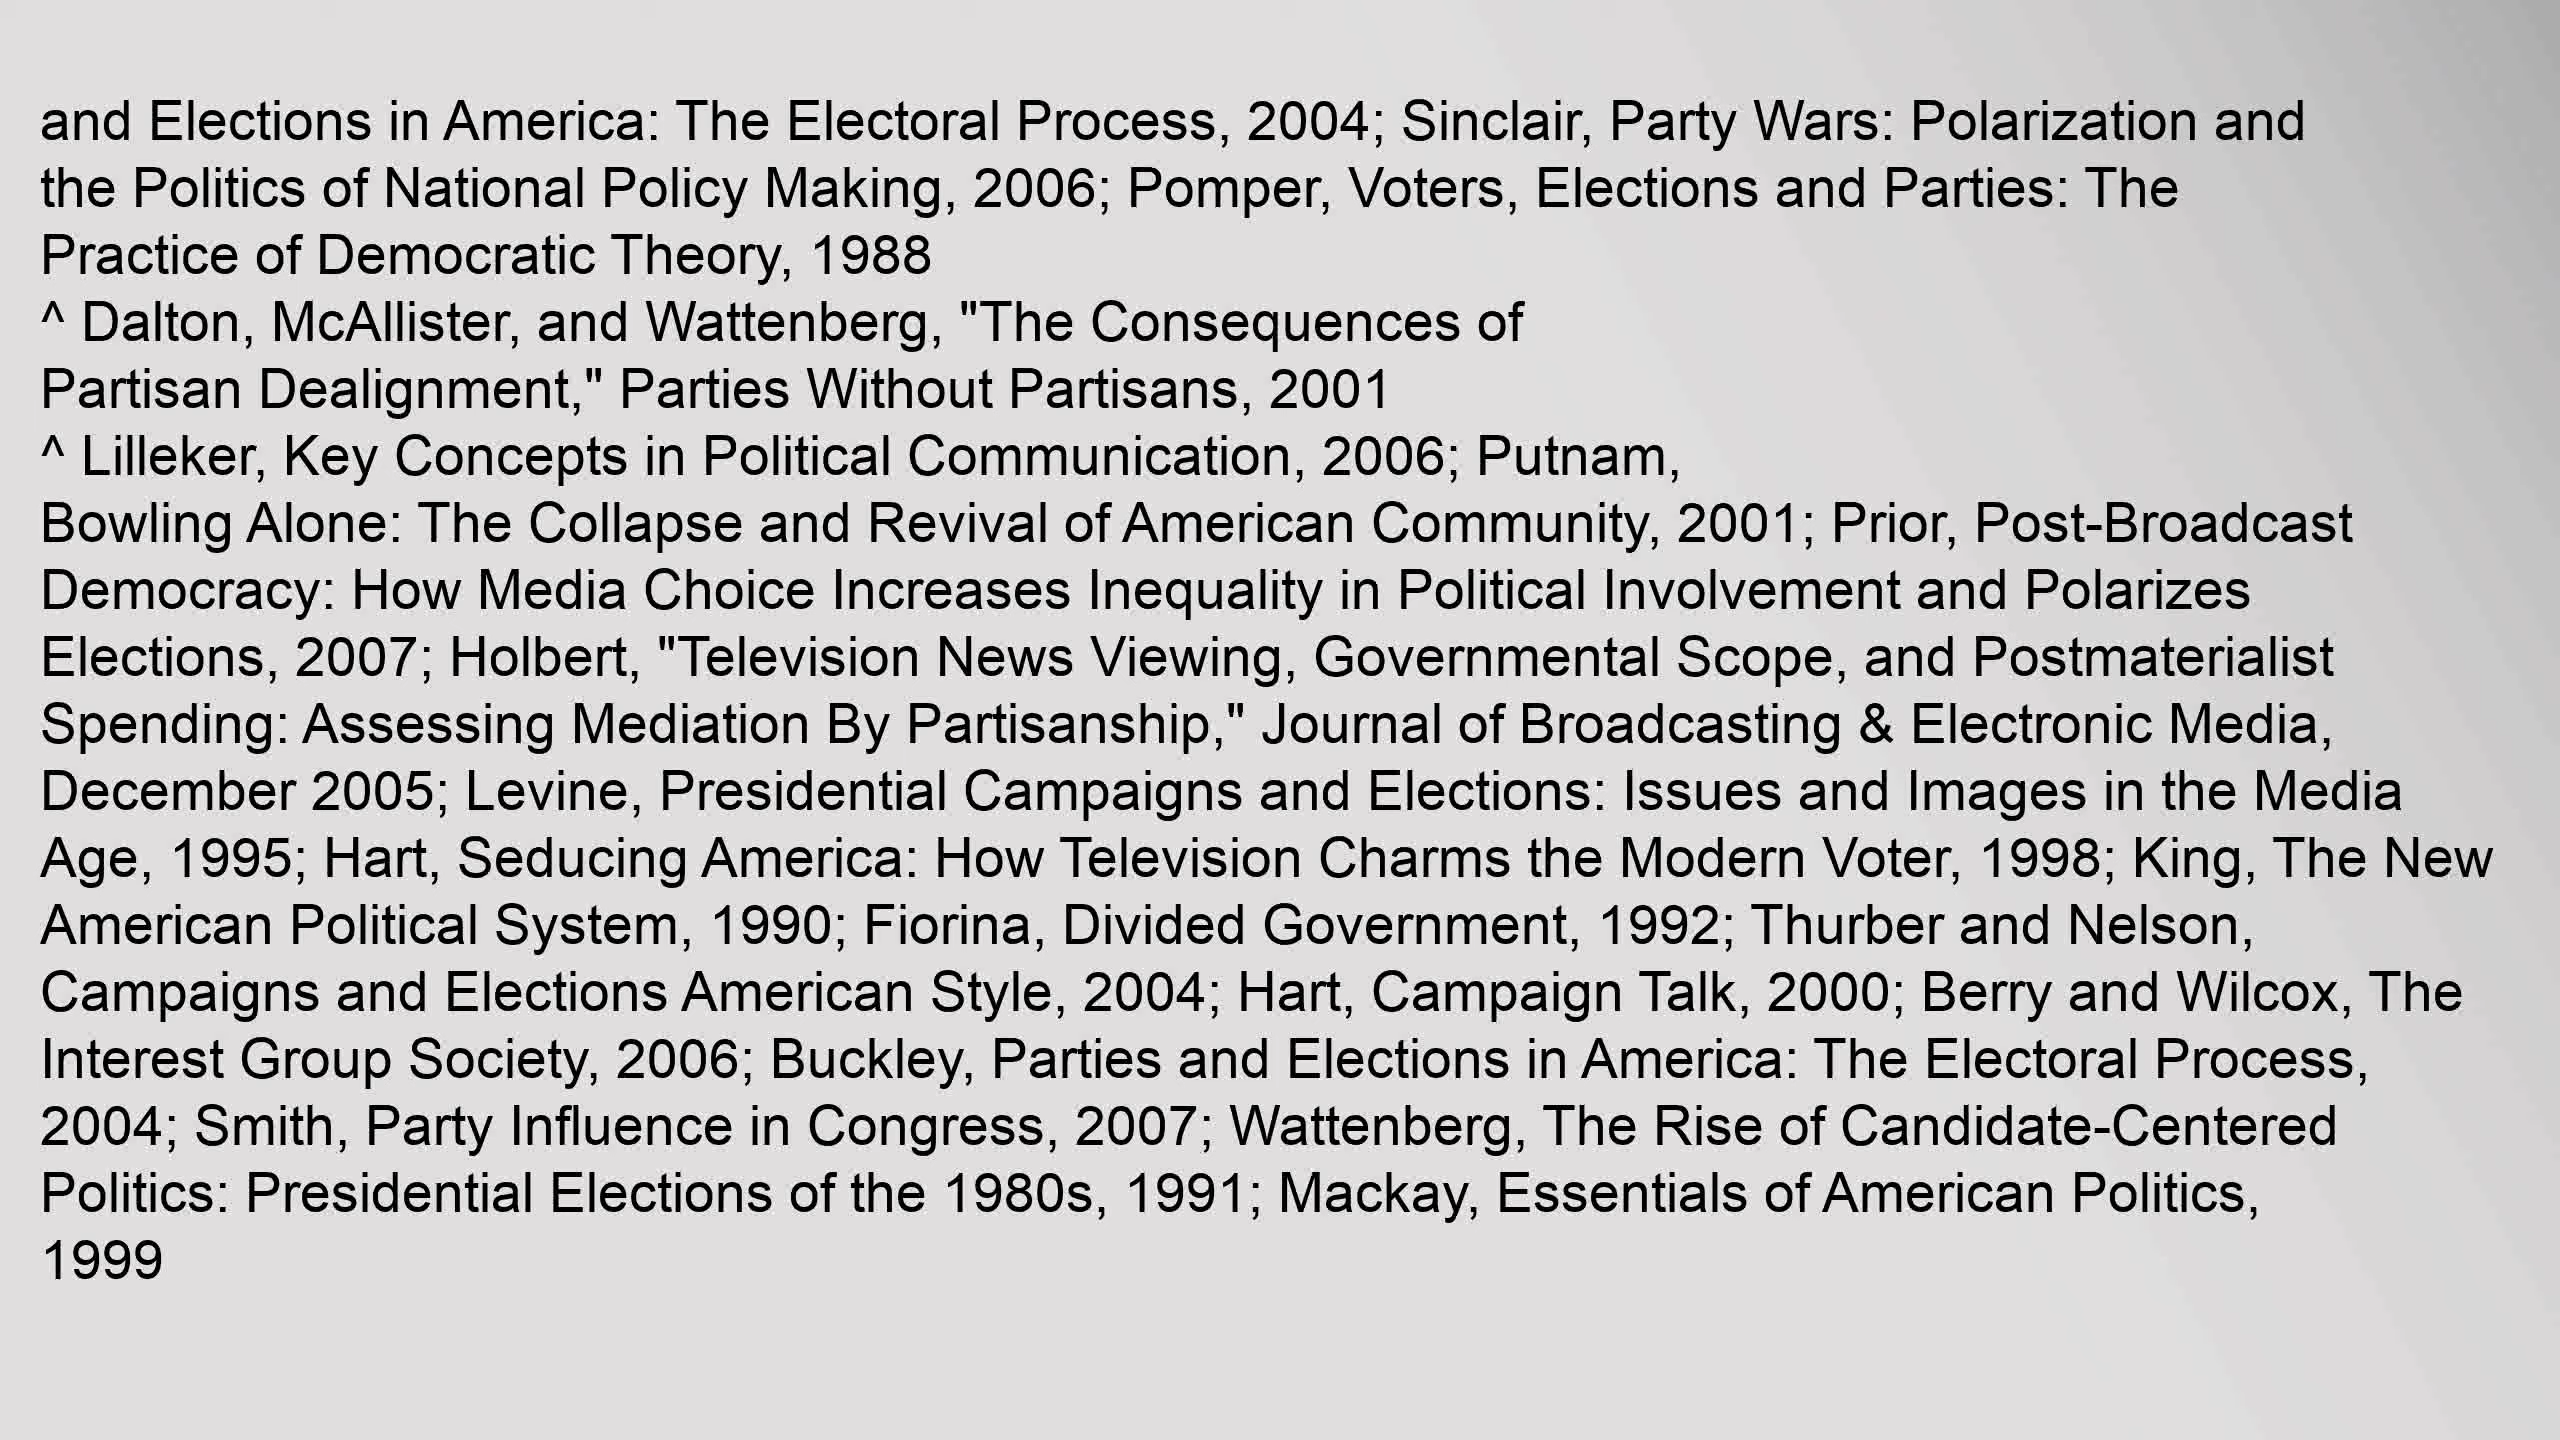 and Elections in America: The Electoral Process, 2004; Sinclair, Party Wars: Polarization and
the Politics of National Policy Making, 2006; Pomper, Voters, Elections and Parties: The
Practice of Democratic Theory, 1988
^ Dalton, McAllister, and Wattenberg, "The Consequences of
Partisan Dealignment," Parties Without Partisans, 2001
^ Lilleker, Key Concepts in Political Communication, 2006; Putnam,
Bowling Alone: The Collapse and Revival of American Community, 2001; Prior, Post-Broadcast
Democracy: How Media Choice Increases Inequality in Political Involvement and Polarizes
Elections, 2007; Holbert, "Television News Viewing, Governmental Scope, and Postmaterialist
Spending: Assessing Mediation By Partisanship," Journal of Broadcasting & Electronic Media,
December 2005; Levine, Presidential Campaigns and Elections: Issues and Images in the Media
Age, 1995; Hart, Seducing America: How Television Charms the Modern Voter, 1998; King, The New
American Political System, 1990; Fiorina, Divided Government, 1992; Thurber and Nelson,
Campaigns and Elections American Style, 2004; Hart, Campaign Talk, 2000; Berry and Wilcox, The
Interest Group Society, 2006; Buckley, Parties and Elections in America: The Electoral Process,
2004; Smith, Party Influence in Congress, 2007; Wattenberg, The Rise of Candidate-Centered
Politics: Presidential Elections of the 1980s, 1991; Mackay, Essentials of American Politics,
1999